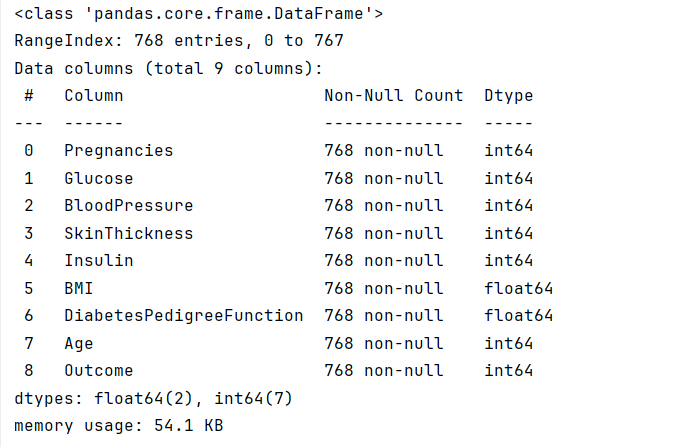 <class 'pandas.core.frame.DataFrame'>
RangeIndex: 768 entries, 0 to 767
Data columns (total 9 columns):
 #   Column                    Non-Null Count  Dtype
---  ------                    --------------  -----
 0   Pregnancies               768 non-null    int64
 1   Glucose                   768 non-null    int64
 2   BloodPressure             768 non-null    int64
 3   SkinThickness             768 non-null    int64
 4   Insulin                   768 non-null    int64
 5   BMI                       768 non-null    float64
 6   DiabetesPedigreeFunction  768 non-null    float64
 7   Age                       768 non-null    int64
 8   Outcome                   768 non-null    int64
dtypes: float64(2), int64(7)
memory usage: 54.1 KB